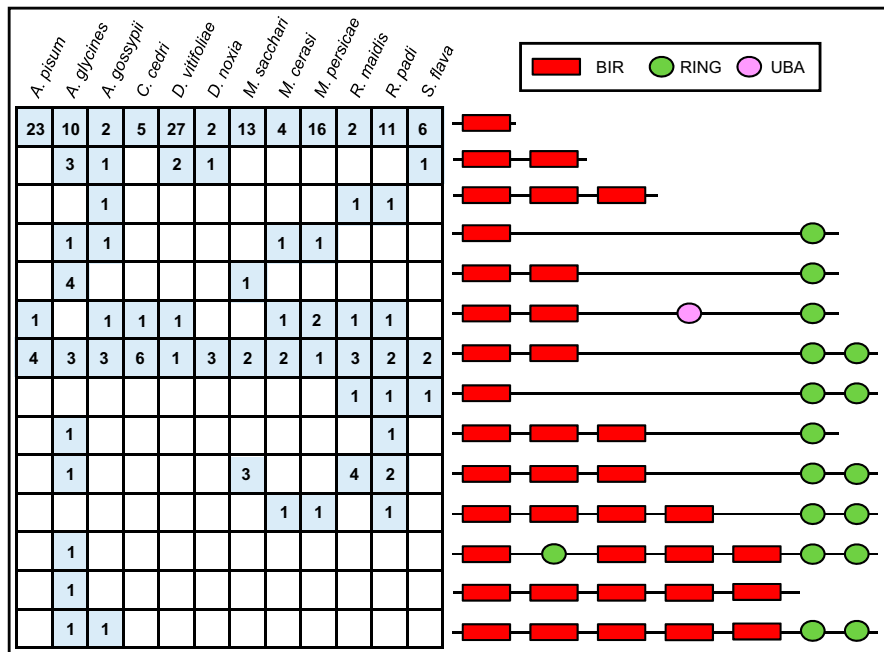 A. pisum A. glycines A. gossypii C. cedri D. vitifoliae D. noxia M. sacchari M. cerasi M. persicae R. maidis R. padi S. flava
BIR RING UBA
23 10 2 5 27 2 13 4 16 2 11 6
3 1 2 1 1
1 1 1
1 1 1 1
4 1
1 1 1 1 1 2 1 1
4 3 3 6 1 3 2 2 1 3 2 2
1 1 1
1 1
1 3 4 2
1 1 1
1
1
1 1